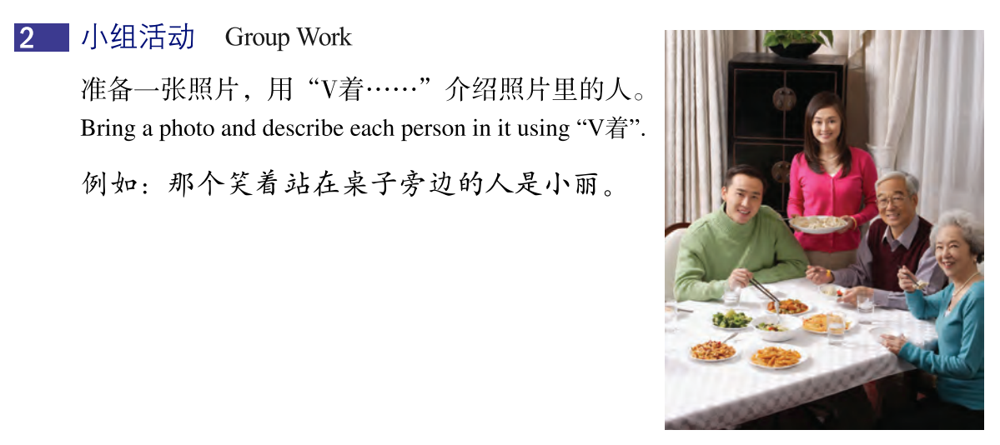 2 小组活动 Group Work
准备一张照片，用“V着……”介绍照片里的人。
Bring a photo and describe each person in it using “V着”.
例如：那个笑着站在桌子旁边的人是小丽。